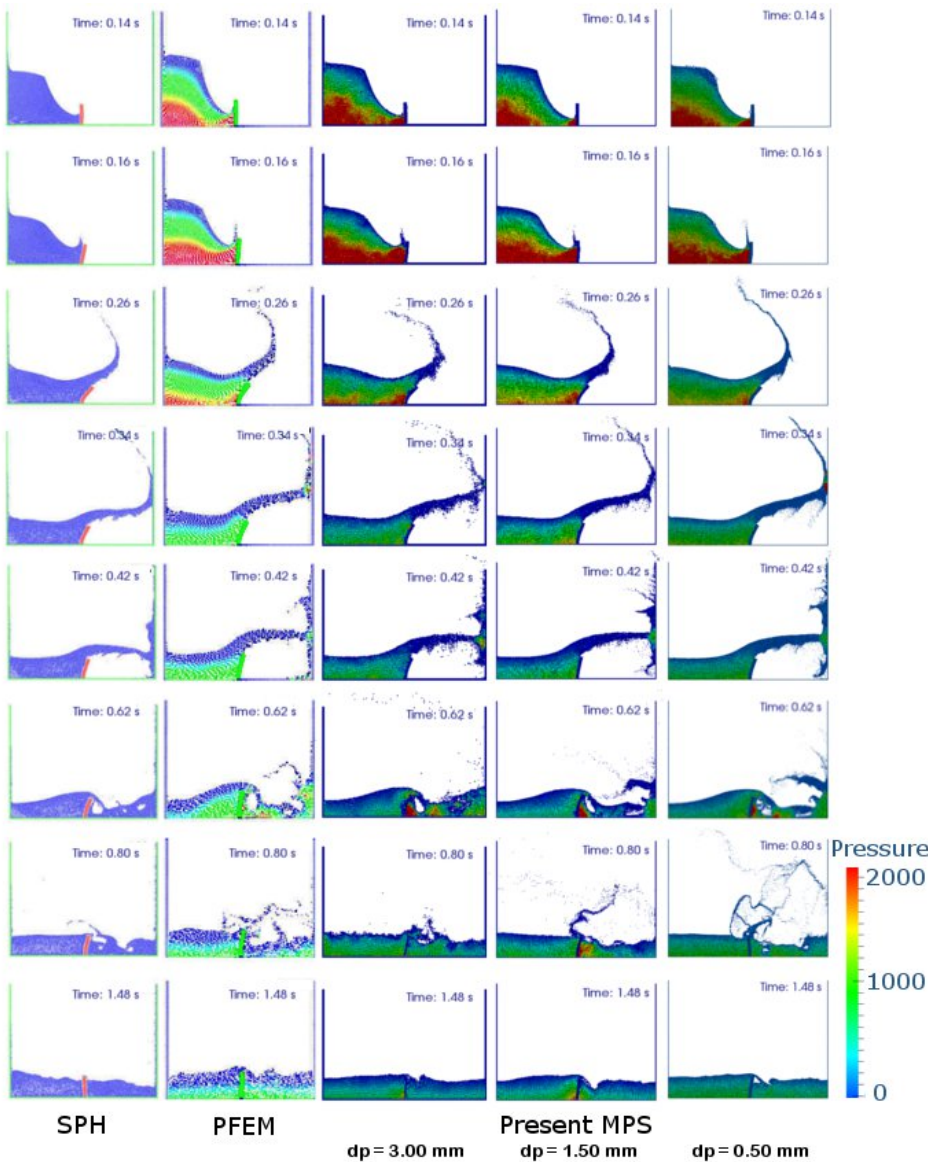 Time: 0.14 s Time: 0.14 s Time: 0.14 s Time: 0.14 s Time: 0.14 s
Time: 0.16 s Time: 0.16 s Time: 0.16 s Time: 0.16 s Time: 0.16 s
Time: 0.26 s Time: 0.26 s Time: 0.26 s Time: 0.26 s Time: 0.26 s
Time: 0.34 s Time: 0.34 s Time: 0.34 s Time: 0.34 s Time: 0.34 s
Time: 0.42 s Time: 0.42 s Time: 0.42 s Time: 0.42 s Time: 0.42 s
Time: 0.62 s Time: 0.62 s Time: 0.62 s Time: 0.62 s Time: 0.62 s
Time: 0.80 s Time: 0.80 s Time: 0.80 s Time: 0.80 s Time: 0.80 s
Pressure
2000
1000
0
Time: 1.48 s Time: 1.48 s Time: 1.48 s Time: 1.48 s Time: 1.48 s
SPH PFEM Present MPS
dp = 3.00 mm dp = 1.50 mm dp = 0.50 mm